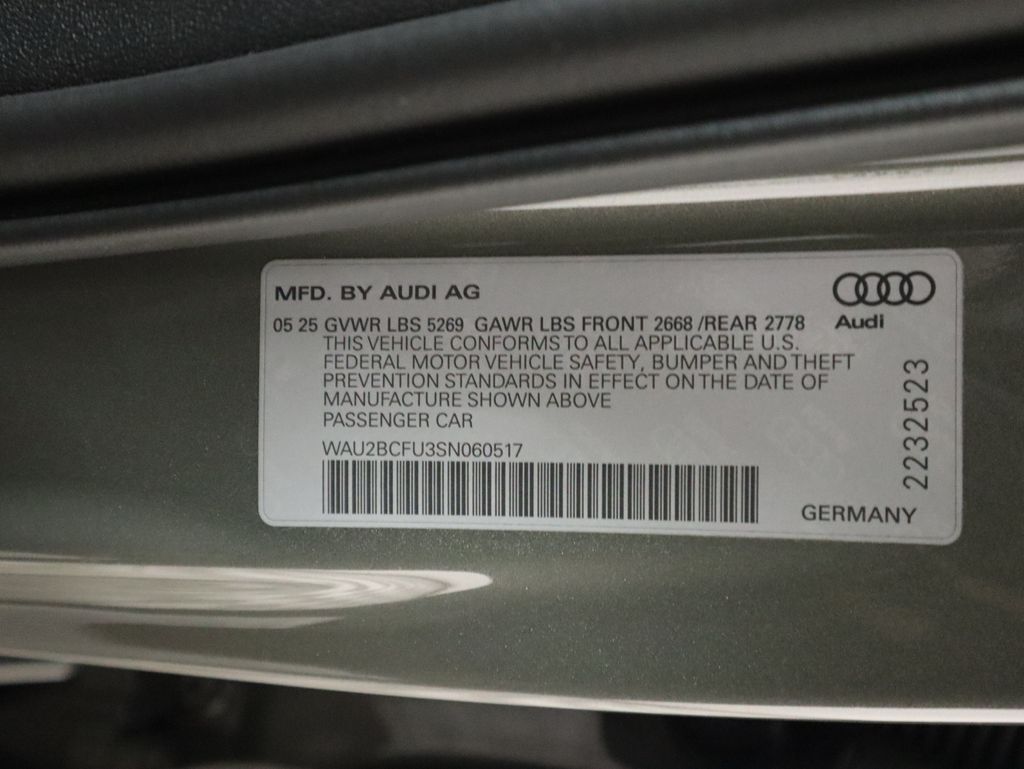 MFD. BY AUDI AG
Audi
05 25 GVWR LBS 5269 GAWR LBS FRONT 2668 /REAR 2778
THIS VEHICLE CONFORMS TO ALL APPLICABLE U.S.
FEDERAL MOTOR VEHICLE SAFETY, BUMPER AND THEFT
PREVENTION STANDARDS IN EFFECT ON THE DATE OF
MANUFACTURE SHOWN ABOVE
PASSENGER CAR
WAU2BCFU3SN060517
2232523
GERMANY